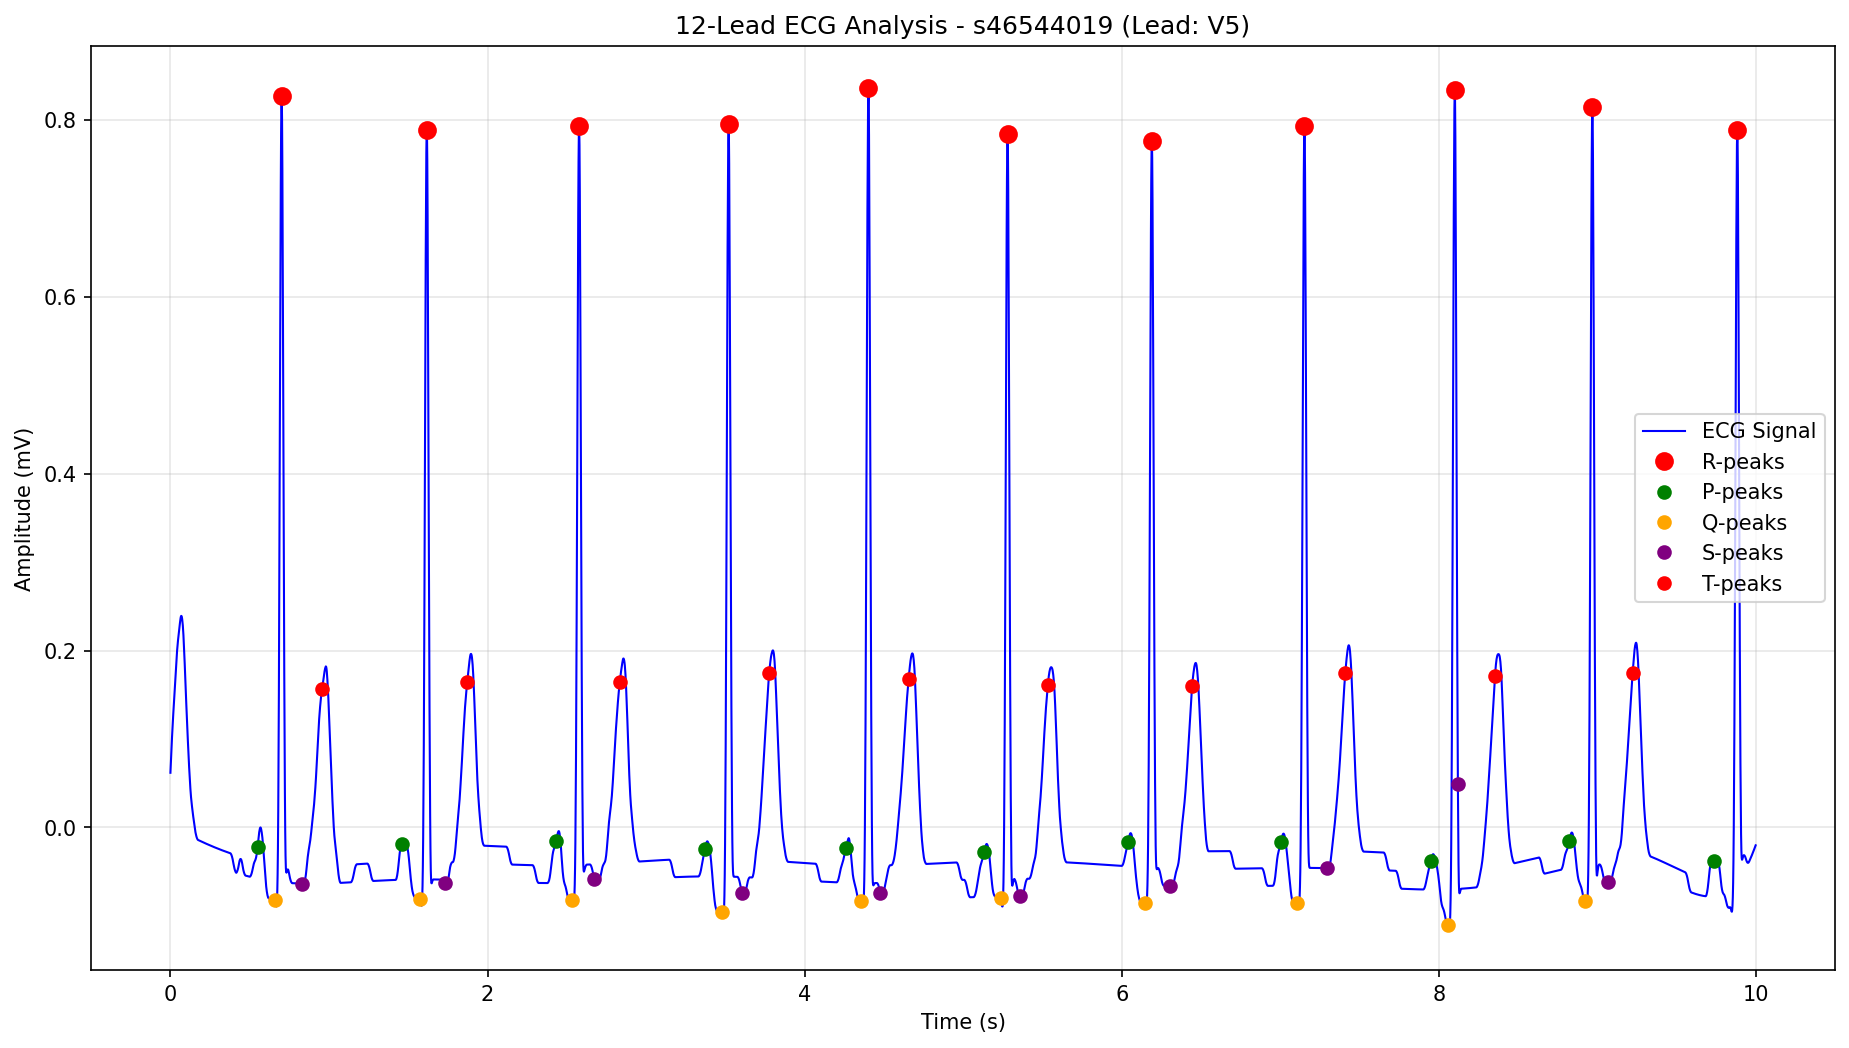 12-Lead ECG Analysis - s46544019 (Lead: V5)
Amplitude (mV)
0.8
0.6
0.4
0.2
0.0
ECG Signal
R-peaks
P-peaks
Q-peaks
S-peaks
T-peaks
0 2 4 6 8 10
Time (s)